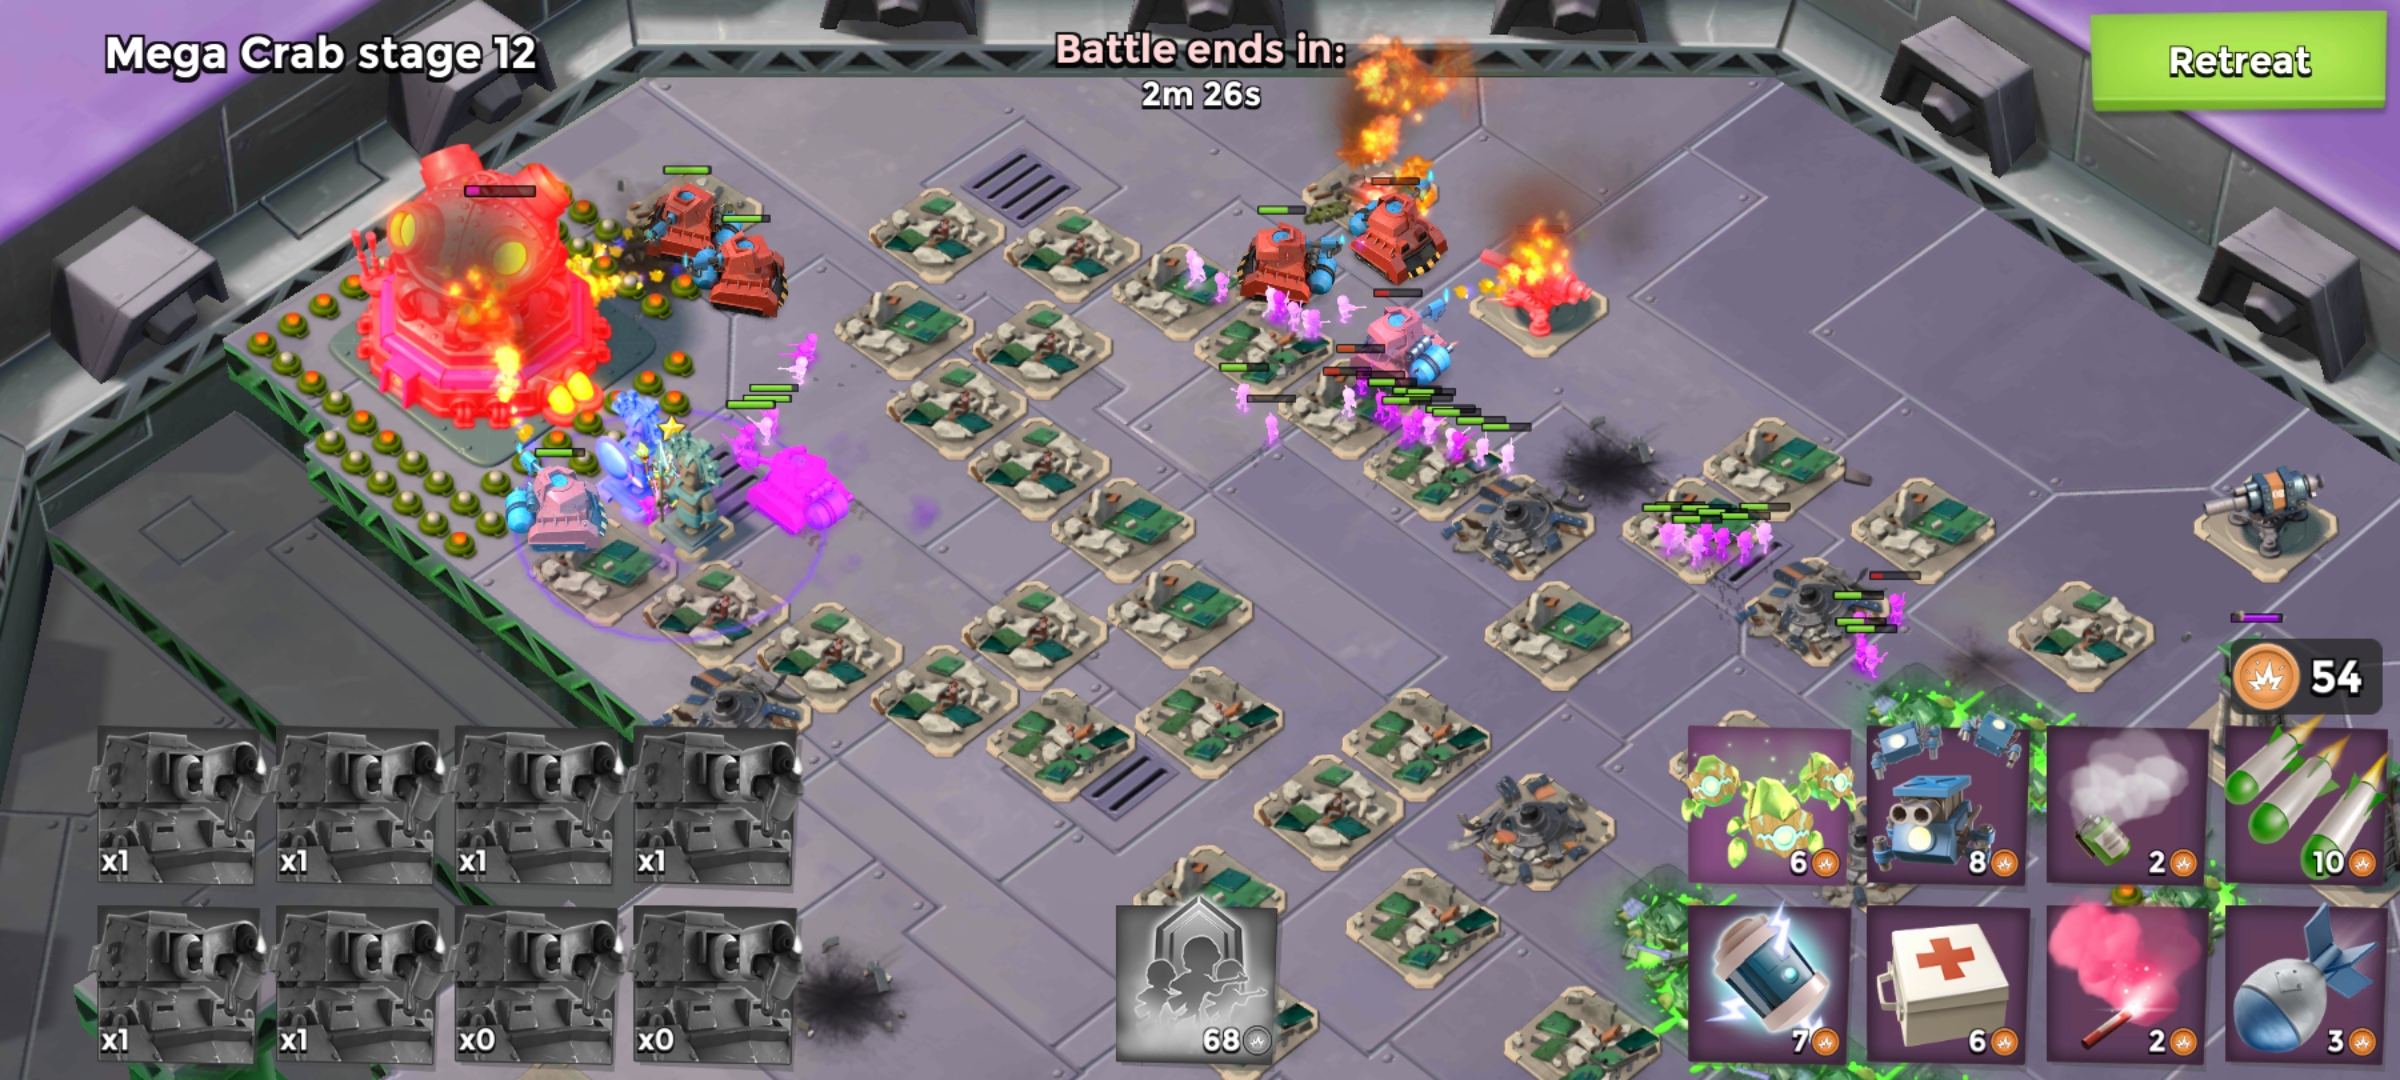 Mega Crab stage 12
Battle ends in:
2m 26s
Retreat
54
x1 x1 x1 x1
6 8 2 10
x1 x1 x0 x0
68
7 6 2 3